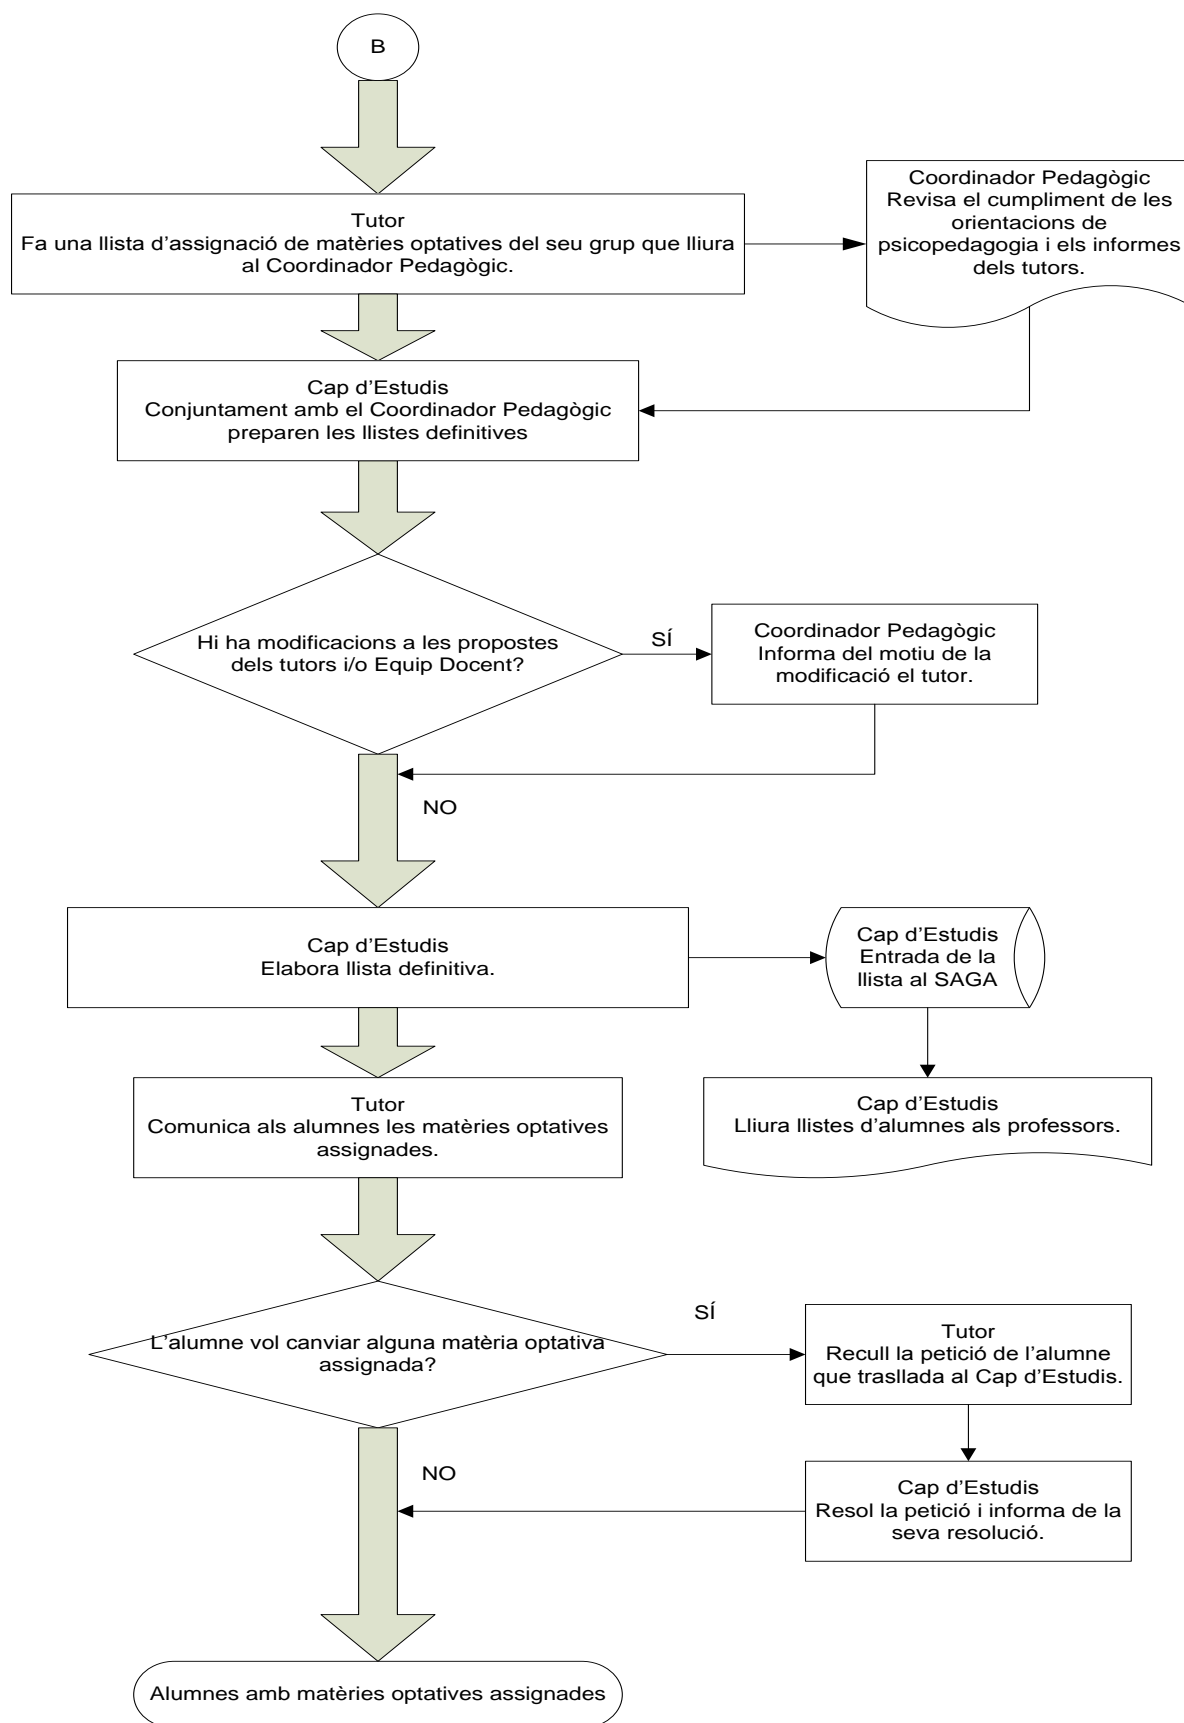 B
Tutor
Fa una llista d’assignació de matèries optatives del seu grup que lliura
al Coordinador Pedagògic.
Coordinador Pedagògic
Revisa el cumpliment de les
orientacions de
psicopedagogia i els informes
dels tutors.
Cap d’Estudis
Conjuntament amb el Coordinador Pedagògic
preparen les llistes definitives
Hi ha modificacions a les propostes
dels tutors i/o Equip Docent?
SÍ
Coordinador Pedagògic
Informa del motiu de la
modificació el tutor.
NO
Cap d’Estudis
Elabora llista definitiva.
Cap d’Estudis
Entrada de la
llista al SAGA
Tutor
Comunica als alumnes les matèries optatives
assignades.
Cap d’Estudis
Lliura llistes d’alumnes als professors.
L’alumne vol canviar alguna matèria optativa
assignada?
SÍ
Tutor
Recull la petició de l’alumne
que trasllada al Cap d’Estudis.
NO
Cap d’Estudis
Resol la petició i informa de la
seva resolució.
Alumnes amb matèries optatives assignades